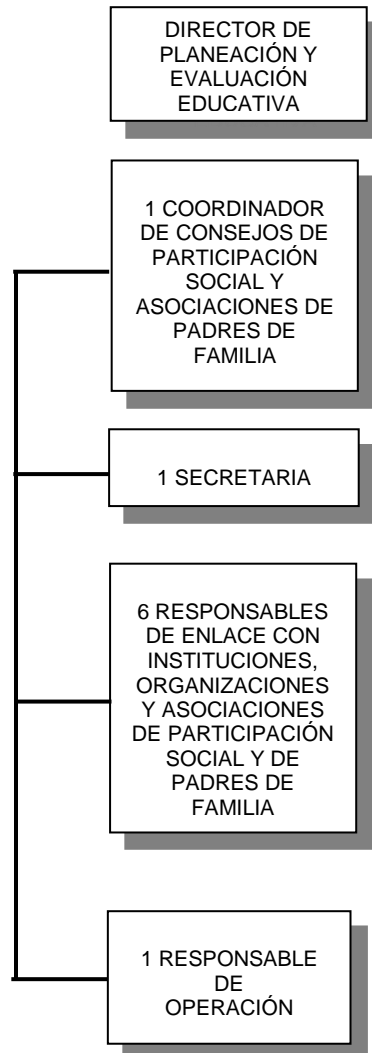 DIRECTOR DE
PLANEACIÓN Y
EVALUACIÓN
EDUCATIVA
1 COORDINADOR
DE CONSEJOS DE
PARTICIPACIÓN
SOCIAL Y
ASOCIACIONES DE
PADRES DE
FAMILIA
1 SECRETARIA
6 RESPONSABLES
DE ENLACE CON
INSTITUCIONES,
ORGANIZACIONES
Y ASOCIACIONES
DE PARTICIPACIÓN
SOCIAL Y DE
PADRES DE
FAMILIA
1 RESPONSABLE
DE
OPERACIÓN